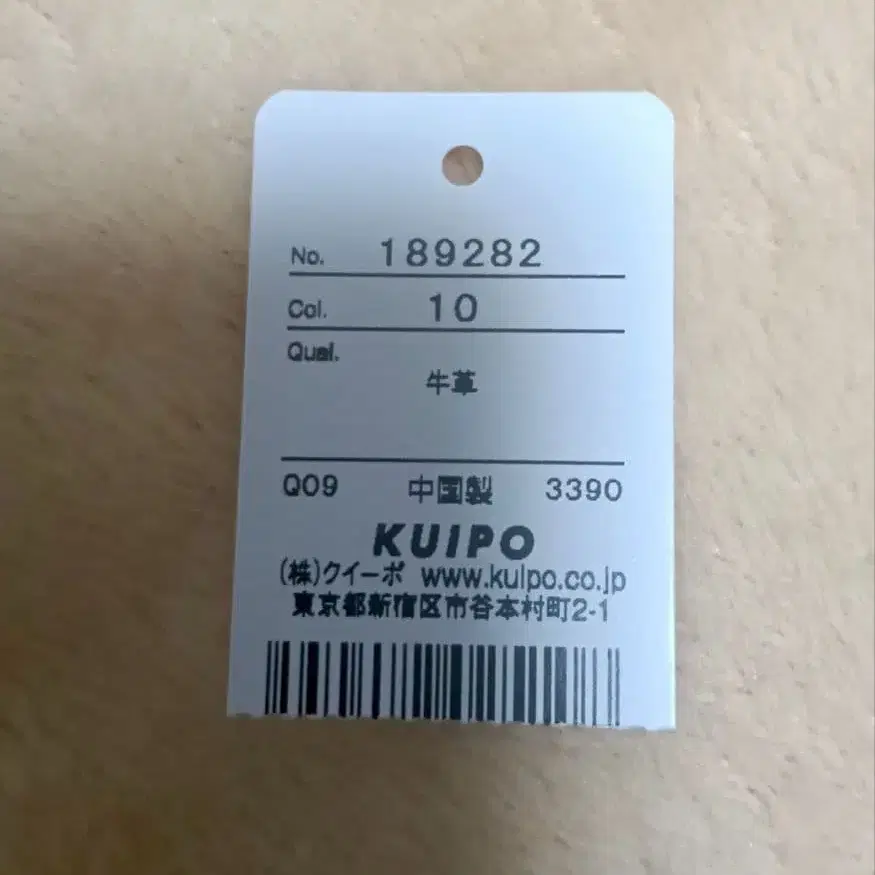 No. 189282
Col. 10
Qual.
牛革
Q09 中国製 3390
KUIPO
(株)クイーポ www.kuipo.co.jp
東京都新宿区市谷本村町2-1